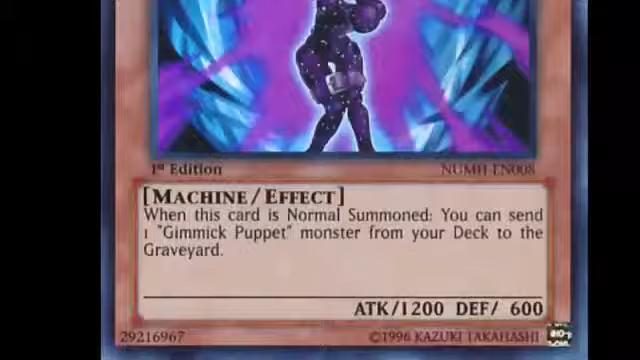 1st Edition NUMH-EN008
[MACHINE/EFFECT]
When this card is Normal Summoned: You can send
1 "Gimmick Puppet" monster from your Deck to the
Graveyard.
ATK/1200 DEF/ 600
29216967 ©1996 KAZUKI TAKAHASHI